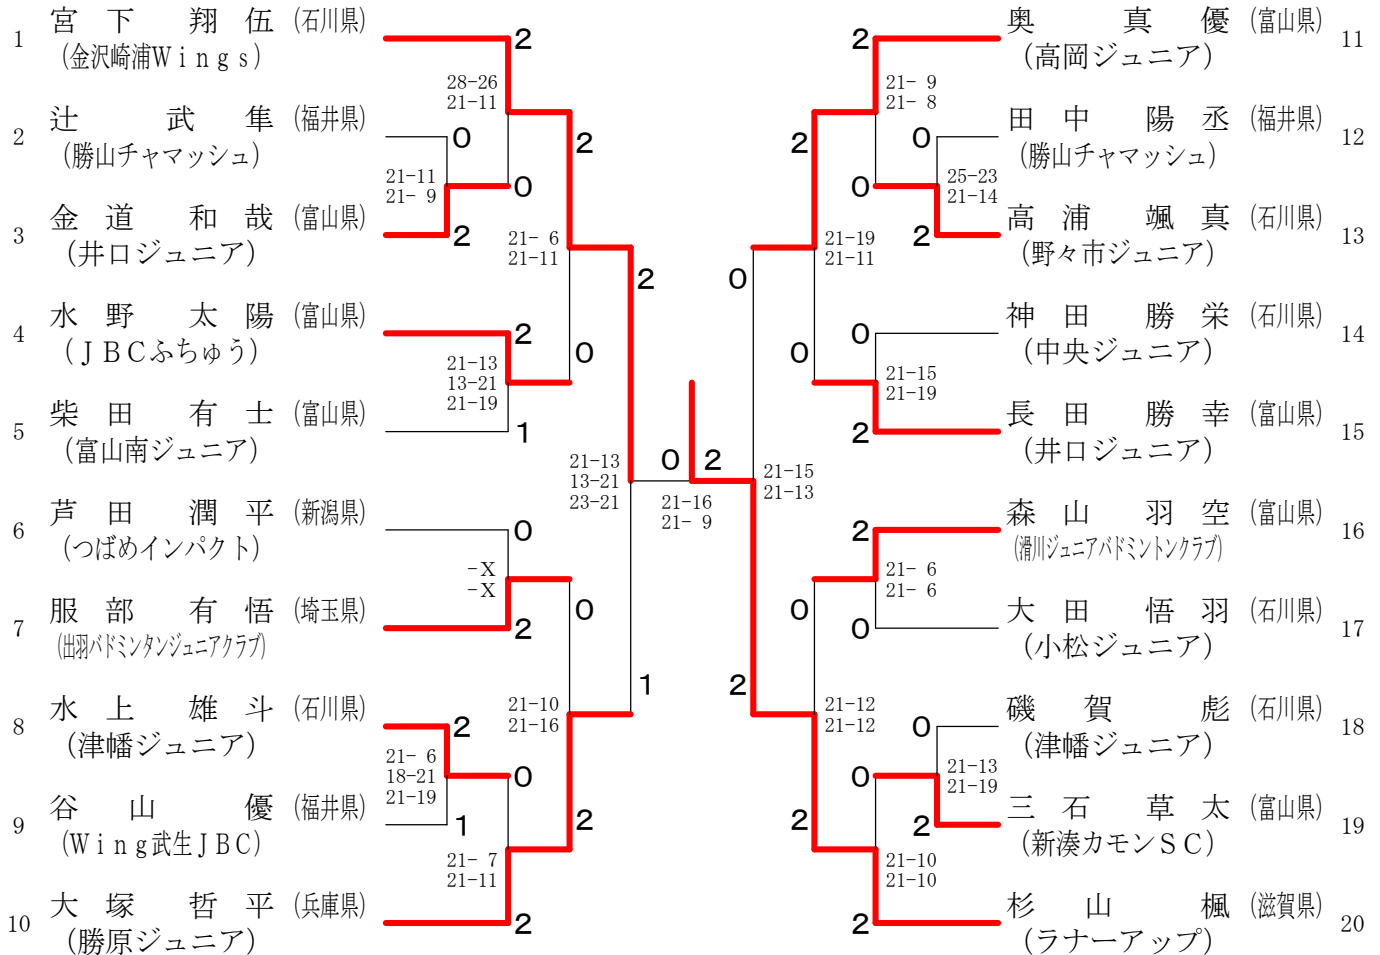 1 宮下 翔伍 (石川県)
(金沢崎浦Ｗｉｎｇｓ)
2 辻 武隼 (福井県)
(勝山チャマッシュ)
3 金道 和哉 (富山県)
(井口ジュニア)
4 水野 太陽 (富山県)
(ＪＢＣふちゅう)
5 柴田 有士 (富山県)
(富山南ジュニア)
6 芦田 潤平 (新潟県)
(つばめインパクト)
7 服部 有悟 (埼玉県)
(出羽バドミンタンジュニアクラブ)
8 水上 雄斗 (石川県)
(津幡ジュニア)
9 谷山 優 (福井県)
(Ｗｉｎｇ武生ＪＢＣ)
10 大塚 哲平 (兵庫県)
(勝原ジュニア)
2
28-26
21-11
0
21-11
21- 9
2
0
2
21- 6
21-11
2
21-13
13-21
21-19
1
0
2
21-13
13-21
23-21
0
-X
-X
2
0
21-10
21-16
1
2
21- 6
18-21
21-19
1
0
21- 7
21-11
2
2
0 2
21-16
21- 9
2
21- 9
21- 8
0
25-23
21-14
2
0
2
21-19
21-11
0
0
21-15
21-19
2
0
21-15
21-13
2
2
21- 6
21- 6
0
0
21-12
21-12
2
0
21-13
21-19
2
0
21-10
21-10
2
奥 真優 (富山県) 11
(高岡ジュニア)
田中 陽丞 (福井県) 12
(勝山チャマッシュ)
高浦 颯真 (石川県) 13
(野々市ジュニア)
神田 勝栄 (石川県) 14
(中央ジュニア)
長田 勝幸 (富山県) 15
(井口ジュニア)
森山 羽空 (富山県) 16
(滑川ジュニアバドミントンクラブ)
大田 悟羽 (石川県) 17
(小松ジュニア)
磯賀 彪 (石川県) 18
(津幡ジュニア)
三石 草太 (富山県) 19
(新湊カモンＳＣ)
杉山 楓 (滋賀県) 20
(ラナーアップ)